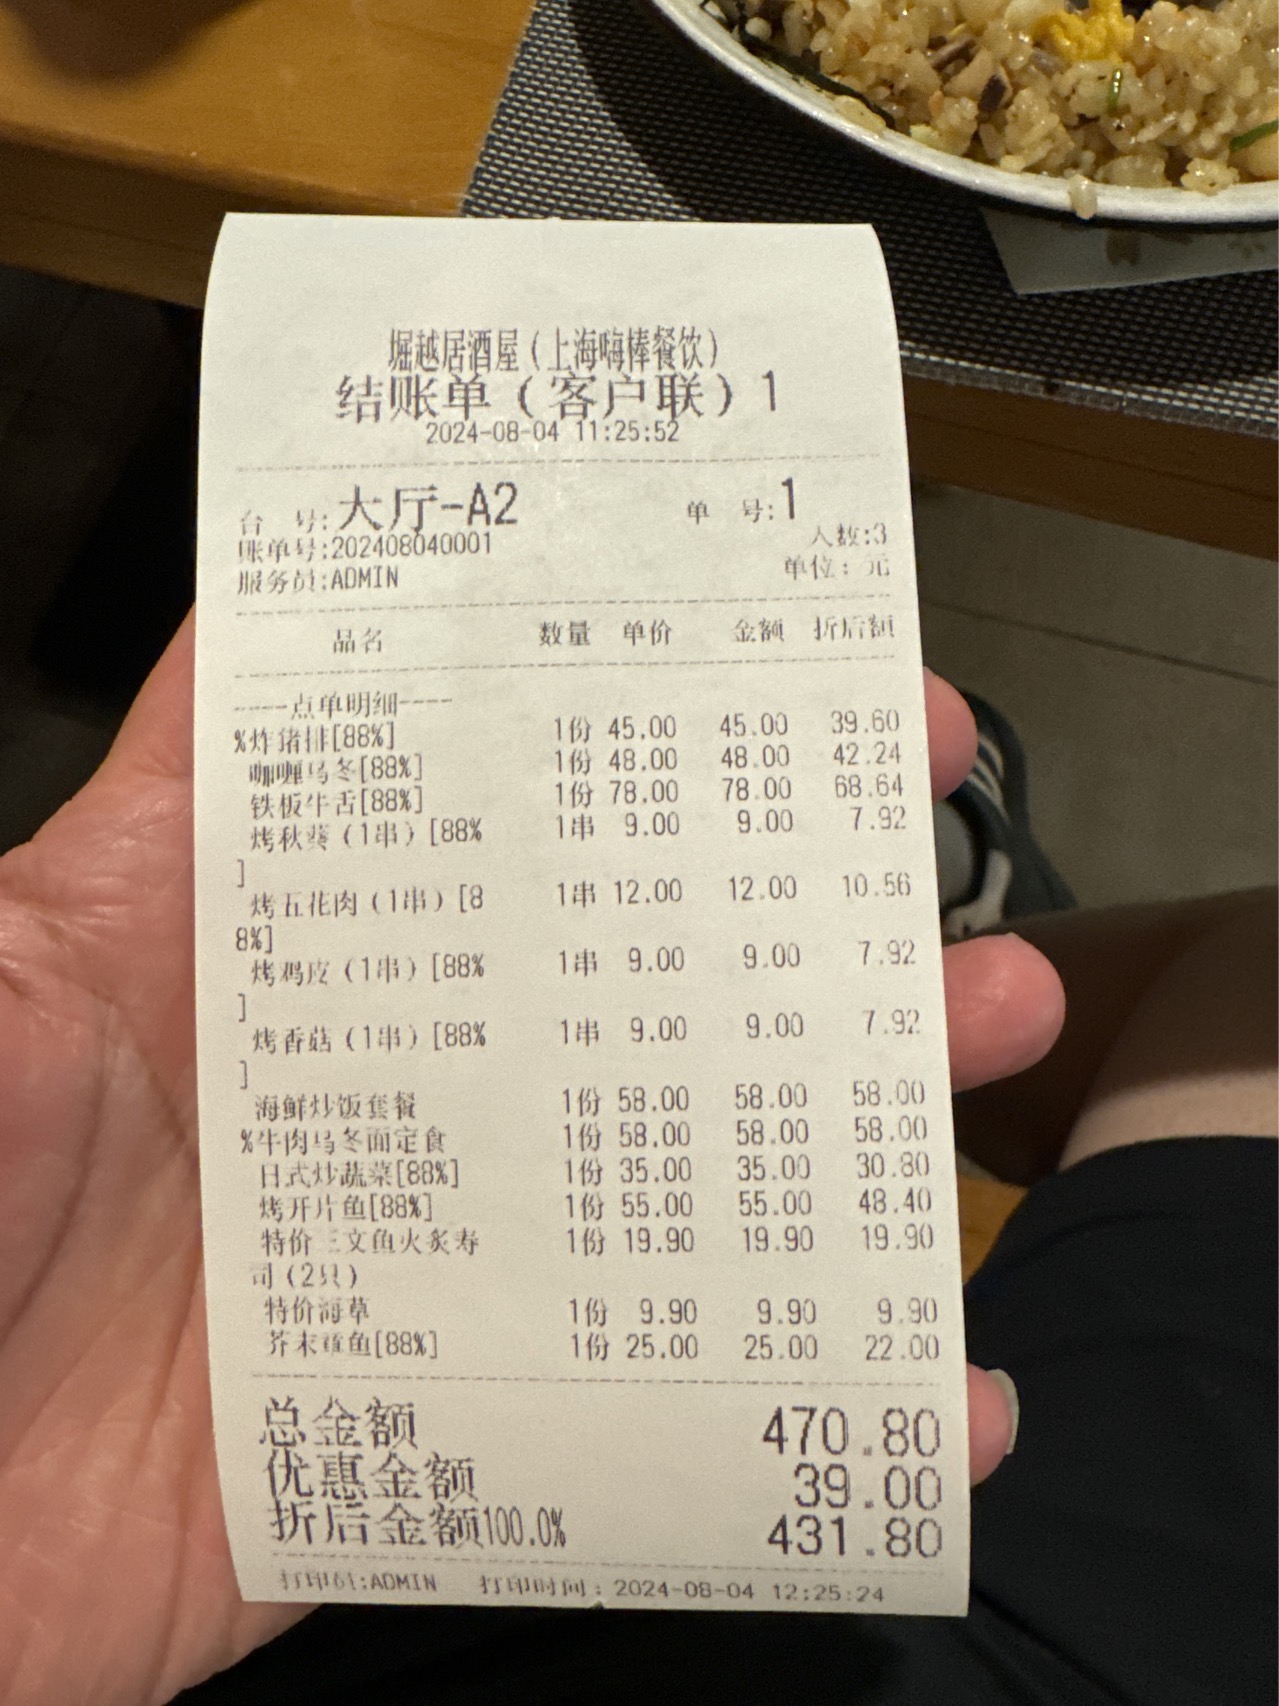 堀越居酒屋（上海嗨棒餐饮）
结账单（客户联）1
2024-08-04 11:25:52
台 号:大厅-A2 单 号:1
账单号:202408040001 人数:3
服务员:ADMIN 单位: 元
品名 数量 单价 金额 折后额
----点单明细----
%炸猪排[88%] 1份 45.00 45.00 39.60
咖喱乌冬[88%] 1份 48.00 48.00 42.24
铁板牛舌[88%] 1份 78.00 78.00 68.64
烤秋葵（1串）[88% 1串 9.00 9.00 7.92
]
烤五花肉（1串）[8 1串 12.00 12.00 10.56
8%]
烤鸡皮（1串）[88% 1串 9.00 9.00 7.92
]
烤香菇（1串）[88% 1串 9.00 9.00 7.92
]
海鲜炒饭套餐 1份 58.00 58.00 58.00
%牛肉乌冬面定食 1份 58.00 58.00 58.00
日式炒蔬菜[88%] 1份 35.00 35.00 30.80
烤开片鱼[88%] 1份 55.00 55.00 48.40
特价三文鱼火炙寿 1份 19.90 19.90 19.90
司（2只）
特价海草 1份 9.90 9.90 9.90
芥末章鱼[88%] 1份 25.00 25.00 22.00
总金额 470.80
优惠金额 39.00
折后金额100.0% 431.80
打印台:ADMIN 打印时间：2024-08-04 12:25:24